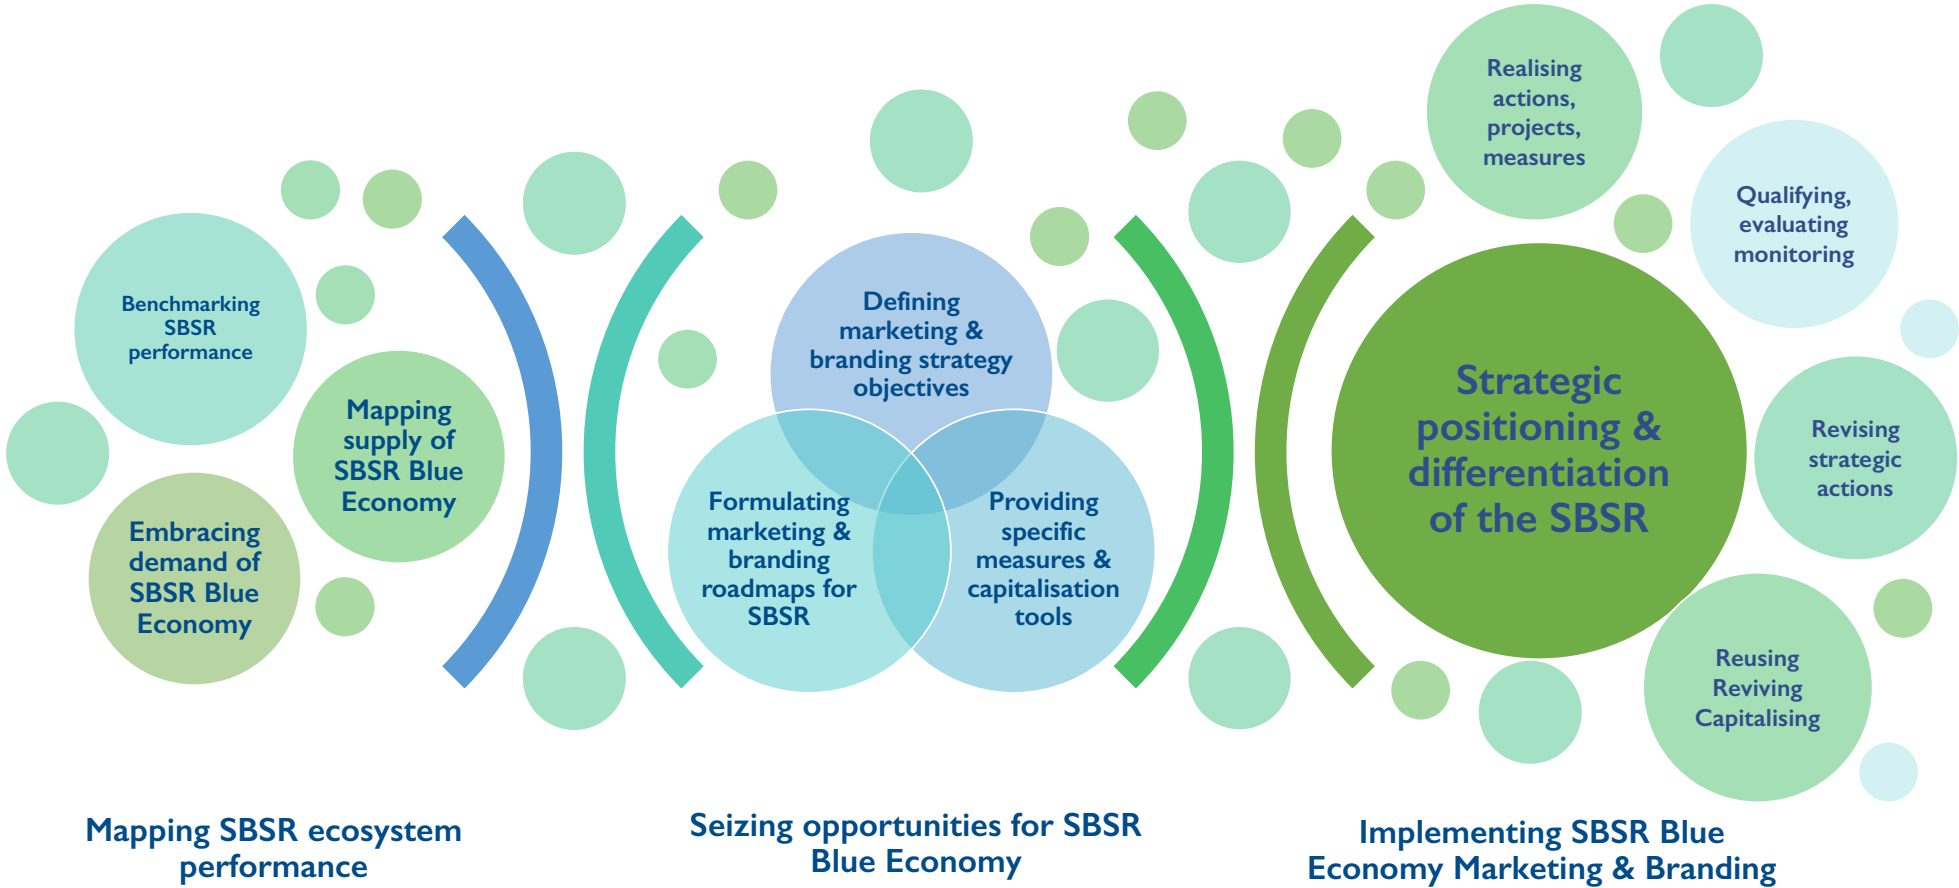 Benchmarking
SBSR
performance
Mapping
supply of
SBSR Blue
Economy
Embracing
demand of
SBSR Blue
Economy
Mapping SBSR ecosystem
performance
Defining
marketing &
branding strategy
objectives
Formulating
marketing &
branding
roadmaps for
SBSR
Providing
specific
measures &
capitalisation
tools
Seizing opportunities for SBSR
Blue Economy
Realising
actions,
projects,
measures
Qualifying,
evaluating
monitoring
Strategic
positioning &
differentiation
of the SBSR
Revising
strategic
actions
Reusing
Reviving
Capitalising
Implementing SBSR Blue
Economy Marketing & Branding